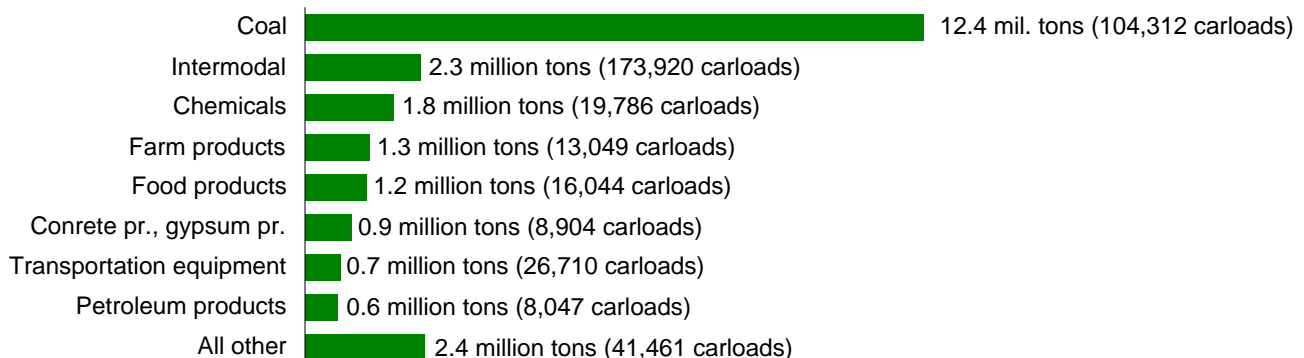 Coal 12.4 mil. tons (104,312 carloads)
Intermodal 2.3 million tons (173,920 carloads)
Chemicals 1.8 million tons (19,786 carloads)
Farm products 1.3 million tons (13,049 carloads)
Food products 1.2 million tons (16,044 carloads)
Conrete pr., gypsum pr. 0.9 million tons (8,904 carloads)
Transportation equipment 0.7 million tons (26,710 carloads)
Petroleum products 0.6 million tons (8,047 carloads)
All other 2.4 million tons (41,461 carloads)